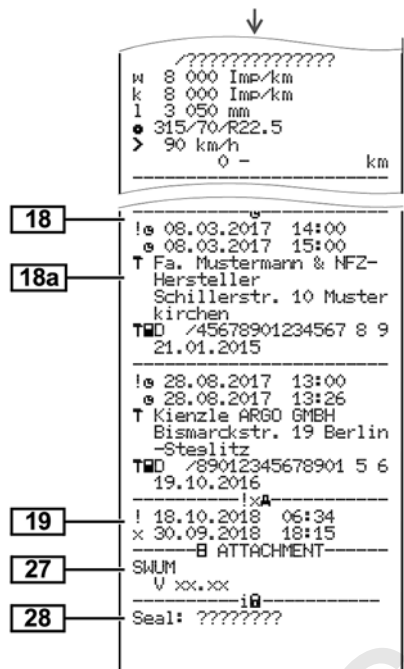 /??????????????
w 8 000 Imp/km
k 8 000 Imp/km
l 3 050 mm
● 315/70/R22.5
> 90 km/h
0 - km
18
!ⴰ 08.03.2017 14:00
08.03.2017 15:00
18a
T Fa. Mustermann & NFZ-
Hersteller
Schillerstr. 10 Muster
kirchen
T D /45678901234567 8 9
21.01.2015
! 28.08.2017 13:00
28.08.2017 13:26
T Kienzle ARGO GMBH
Bismarckstr. 19 Berlin
-Steglitz
T D /89012345678901 5 6
19.10.2016
!x
19
! 18.10.2018 06:34
x 30.09.2018 18:15
ATTACHMENT
27
SWUM
V xx.xx
i
28
Seal: ????????